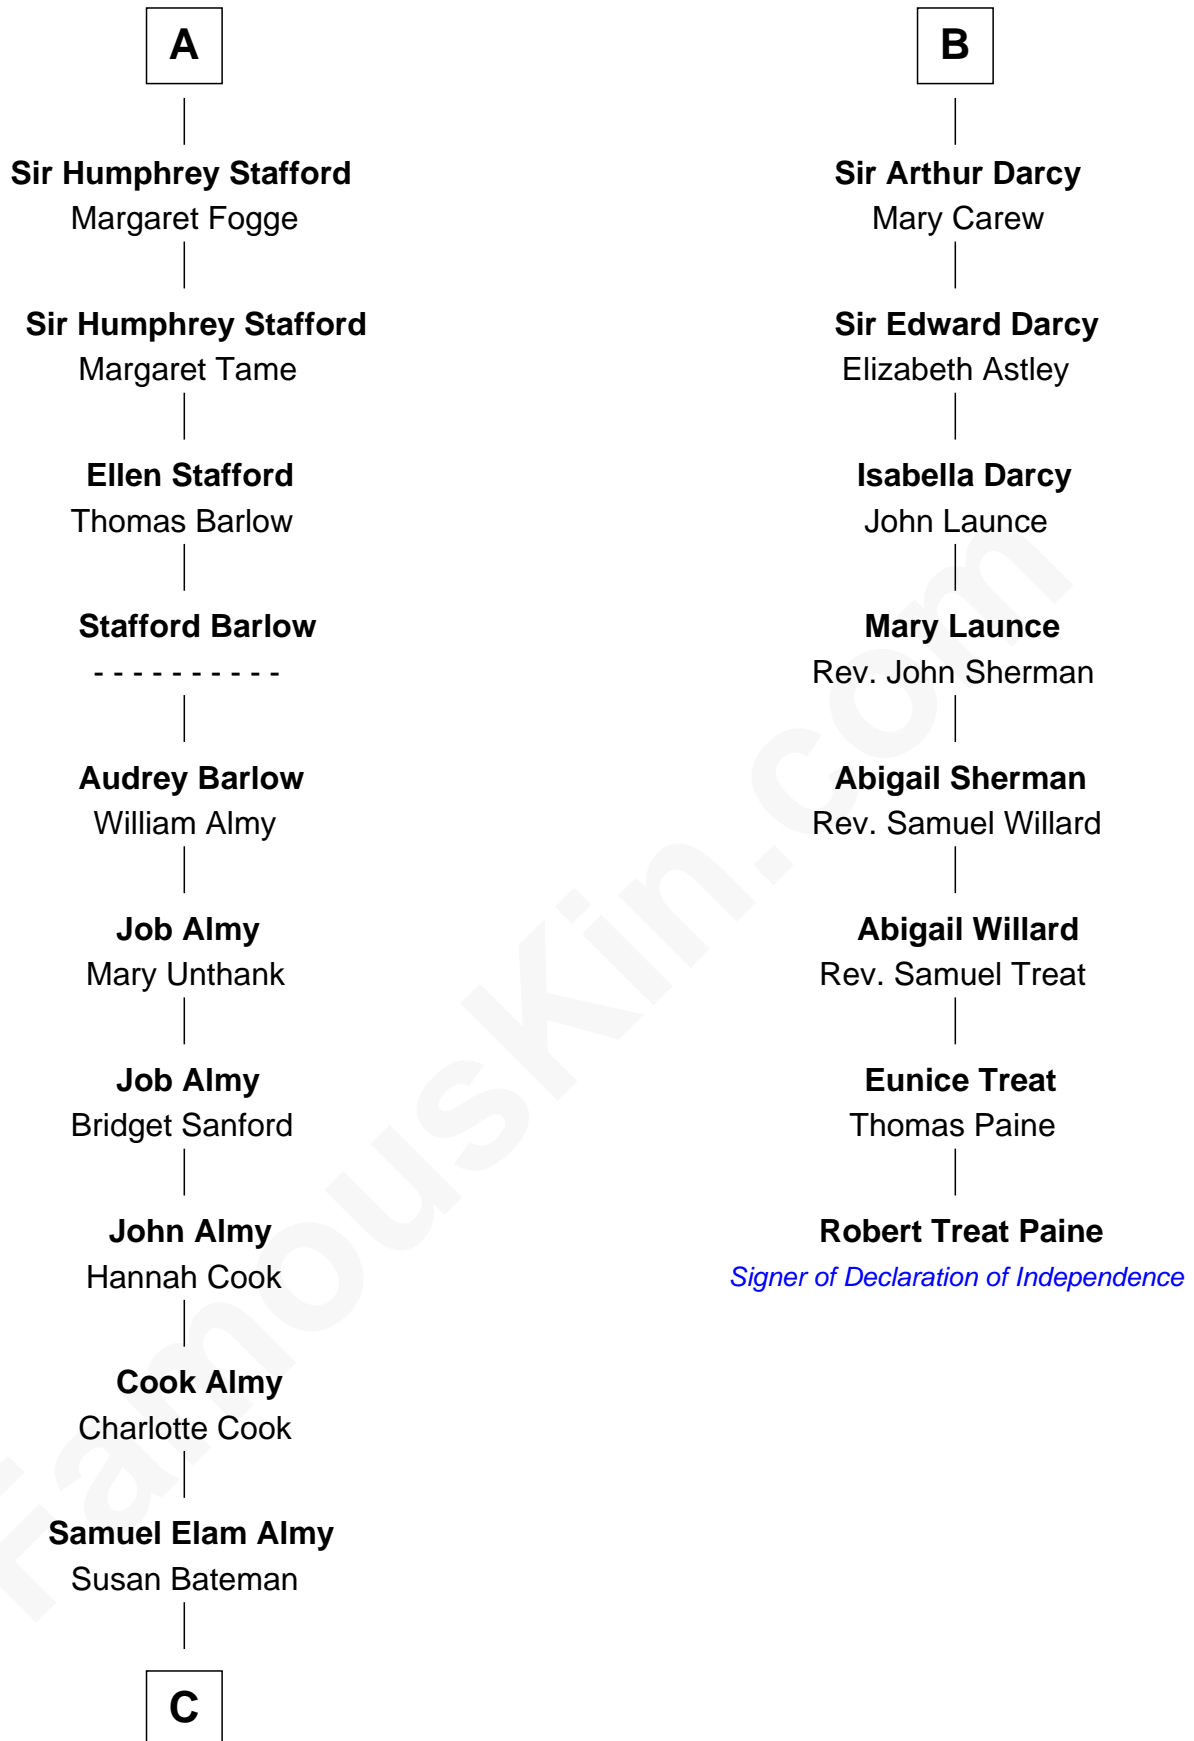 A
Sir Humphrey Stafford
Margaret Fogge
Sir Humphrey Stafford
Margaret Tame
Ellen Stafford
Thomas Barlow
Stafford Barlow
- - - - - - - - - -
Audrey Barlow
William Almy
Job Almy
Mary Unthank
Job Almy
Bridget Sanford
John Almy
Hannah Cook
Cook Almy
Charlotte Cook
Samuel Elam Almy
Susan Bateman
C
B
Sir Arthur Darcy
Mary Carew
Sir Edward Darcy
Elizabeth Astley
Isabella Darcy
John Launce
Mary Launce
Rev. John Sherman
Abigail Sherman
Rev. Samuel Willard
Abigail Willard
Rev. Samuel Treat
Eunice Treat
Thomas Paine
Robert Treat Paine
Signer of Declaration of Independence
FamousKin.com